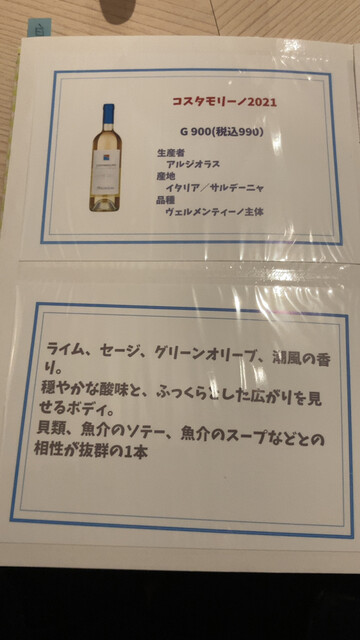 コスタモリーノ2021
G 900(税込990)
生産者
アルジオラス
産地
イタリア／サルデーニャ
品種
ヴェルメンティーノ主体
ライム、セージ、グリーンオリーブ、潮風の香
り。
穏やかな酸味と、ふっくらとした広がりを見
せるボディ。
貝類、魚介のソテー、魚介のスープなどとの
相性が抜群の1本